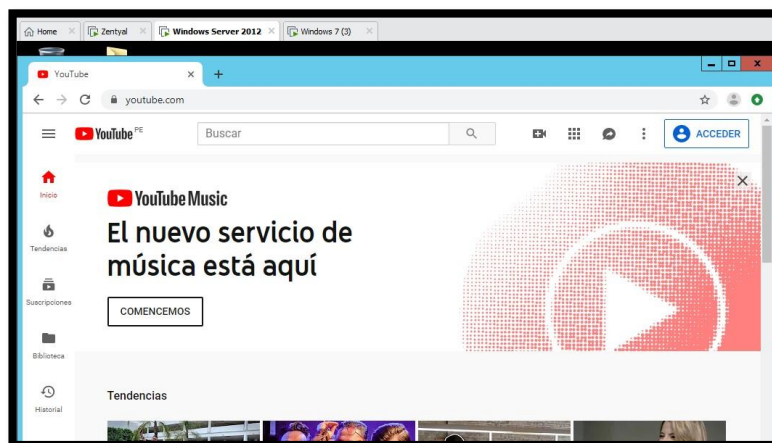 Home
Zentyal
Windows Server 2012
Windows 7 (3)
YouTube
youtube.com
YouTube PE
Buscar
ACCEDER
Inicio
Tendencias
Suscripciones
Biblioteca
Historial
YouTube Music
El nuevo servicio de
música está aquí
COMENCEMOS
Tendencias